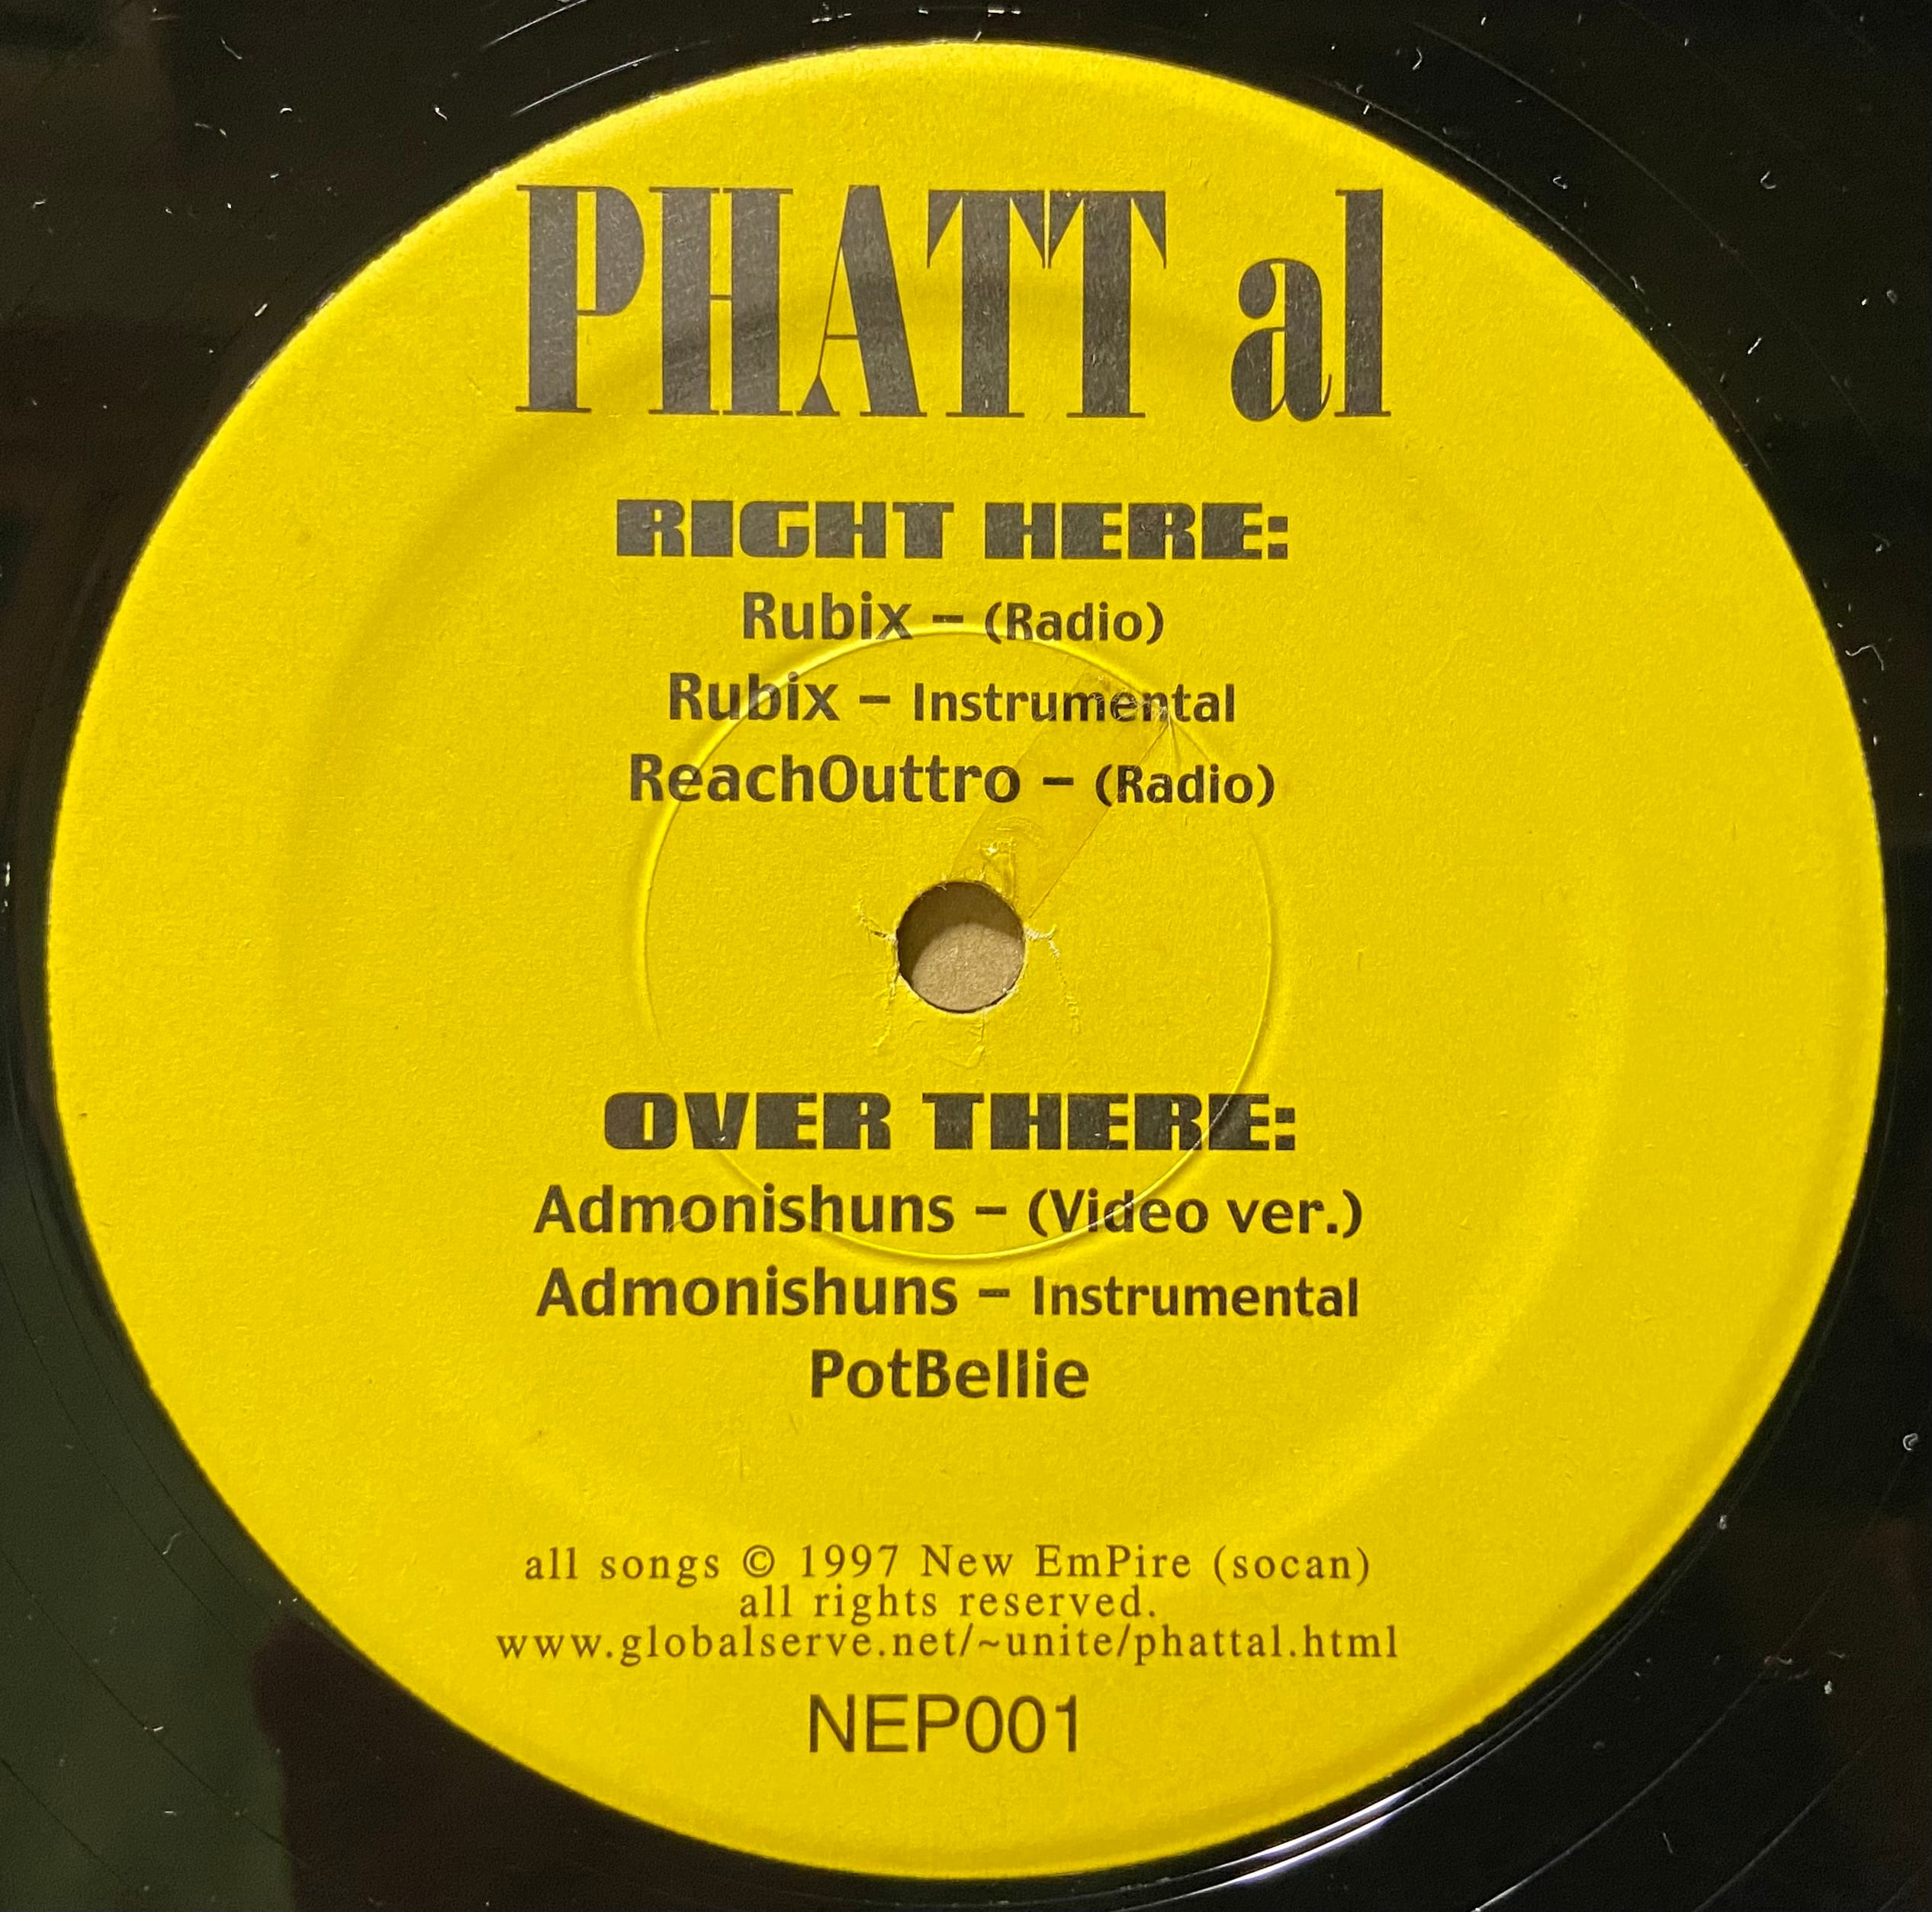 PHATT al
RIGHT HERE:
Rubix – (Radio)
Rubix – Instrumental
ReachOuttro – (Radio)
OVER THERE:
Admonishuns – (Video ver.)
Admonishuns – Instrumental
PotBellie
all songs © 1997 New EmPire (socan)
all rights reserved.
www.globalserve.net/~unite/phattal.html
NEP001